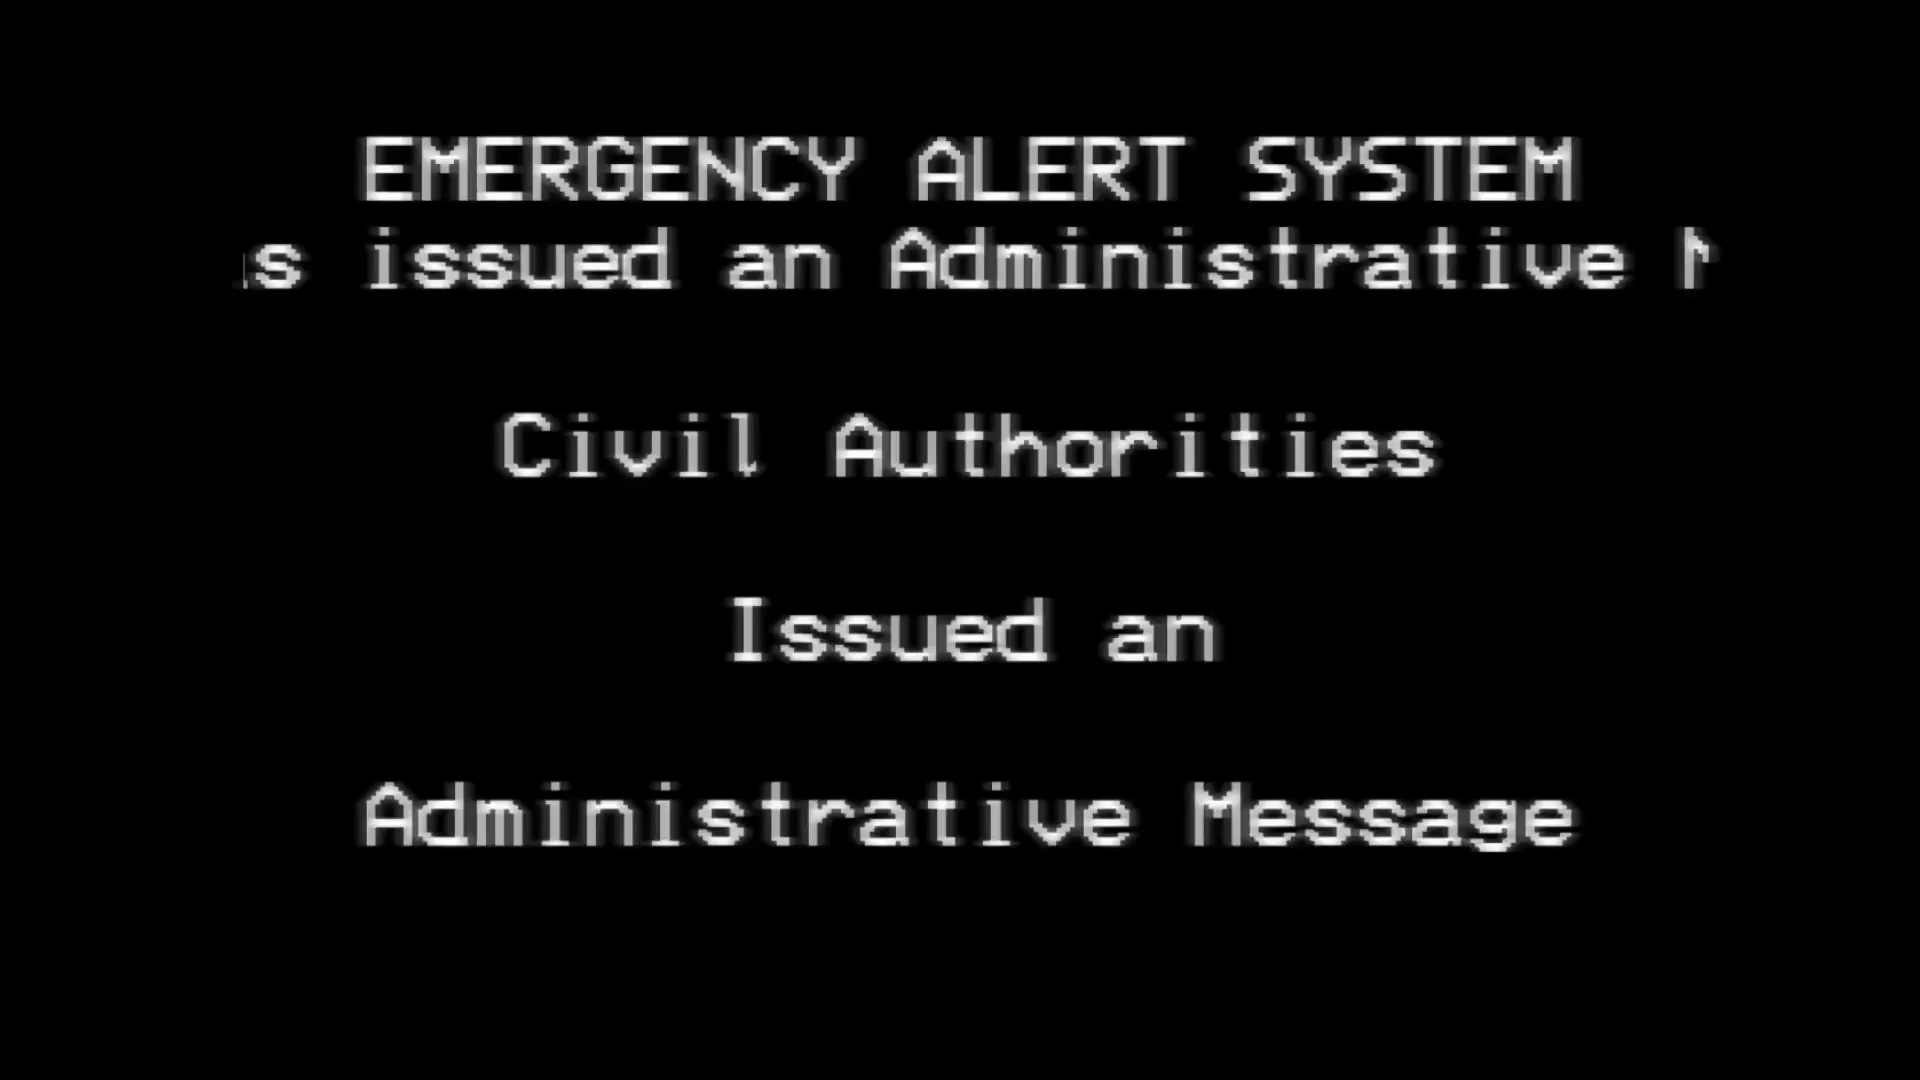 EMERGENCY ALERT SYSTEM
s issued an Administrative
Civil Authorities
Issued an
Administrative Message